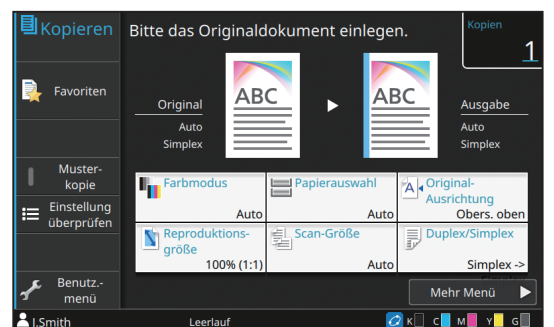 Kopieren
Bitte das Originaldokument einlegen.
Kopien
1
Favoriten
Original
Auto
Simplex
ABC
ABC
Ausgabe
Auto
Simplex
Muster-
kopie
Einstellung
überprüfen
Benutz.-
menü
Farbmodus
Auto
Papierauswahl
Auto
A
Original-
Ausrichtung
Obers. oben
Reproduktions-
größe
100% (1:1)
Scan-Größe
Auto
Duplex/Simplex
Simplex ->
Mehr Menü
J.Smith
Leerlauf
K C M Y G